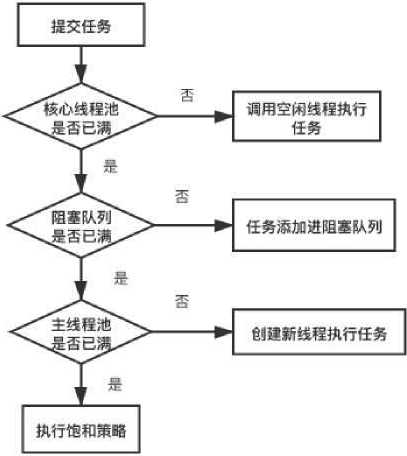 提交任务
核心线程池
是否已满
否
调用空闲线程执行
任务
是
阻塞队列
是否已满
否
任务添加进阻塞队列
是
主线程池
是否已满
否
创建新线程执行任务
是
执行饱和策略